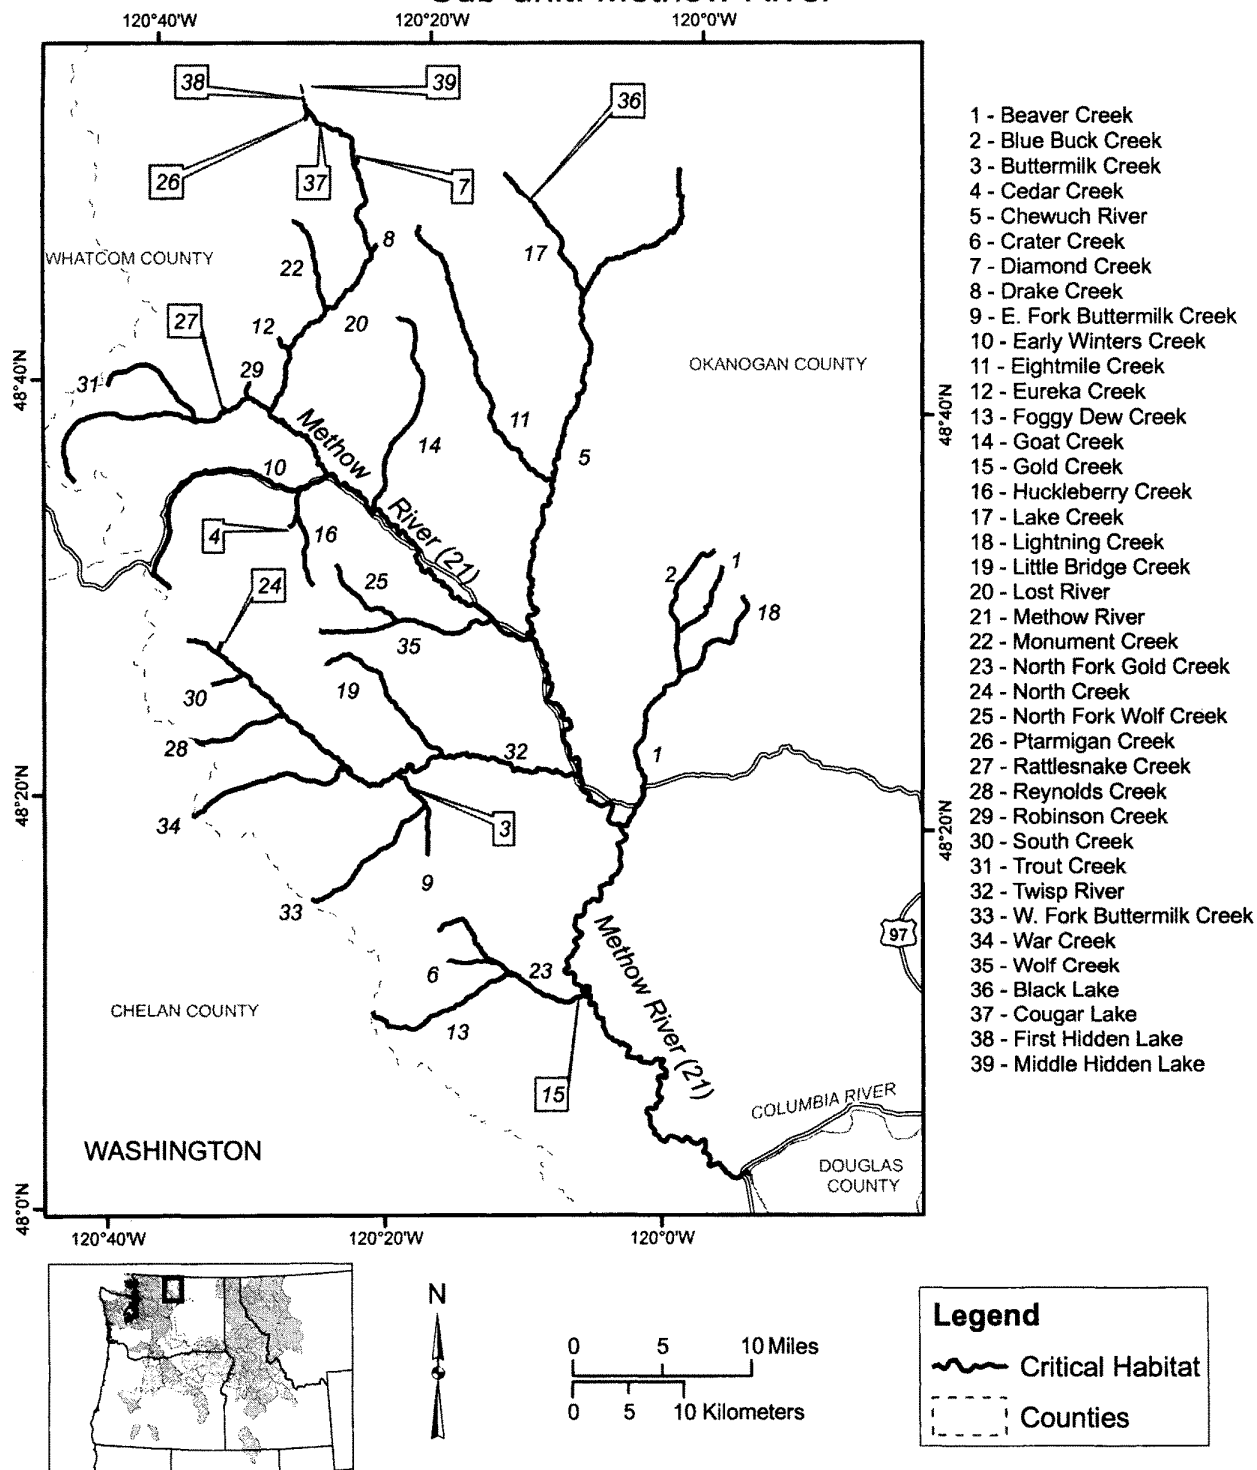 120°40'W 120°20'W 120°0'W
38 39 36
26 37 7
8
WHATCOM COUNTY 22 17
27 12 20
29
31
OKANOGAN COUNTY
48°40'N 48°40'N
Methow
11
14
5
10
River (21)
4 16
25 2 1
24 18
35
30 19
28 32 1
48°20'N 48°20'N
34 3
9
33
97
Methow River (21)
6 23
CHELAN COUNTY
13
15
COLUMBIA RIVER
WASHINGTON
DOUGLAS
COUNTY
48°0'N
120°40'W 120°20'W 120°0'W
1 - Beaver Creek
2 - Blue Buck Creek
3 - Buttermilk Creek
4 - Cedar Creek
5 - Chewuch River
6 - Crater Creek
7 - Diamond Creek
8 - Drake Creek
9 - E. Fork Buttermilk Creek
10 - Early Winters Creek
11 - Eightmile Creek
12 - Eureka Creek
13 - Foggy Dew Creek
14 - Goat Creek
15 - Gold Creek
16 - Huckleberry Creek
17 - Lake Creek
18 - Lightning Creek
19 - Little Bridge Creek
20 - Lost River
21 - Methow River
22 - Monument Creek
23 - North Fork Gold Creek
24 - North Creek
25 - North Fork Wolf Creek
26 - Ptarmigan Creek
27 - Rattlesnake Creek
28 - Reynolds Creek
29 - Robinson Creek
30 - South Creek
31 - Trout Creek
32 - Twisp River
33 - W. Fork Buttermilk Creek
34 - War Creek
35 - Wolf Creek
36 - Black Lake
37 - Cougar Lake
38 - First Hidden Lake
39 - Middle Hidden Lake
N
0 5 10 Miles
0 5 10 Kilometers
Legend
Critical Habitat
Counties